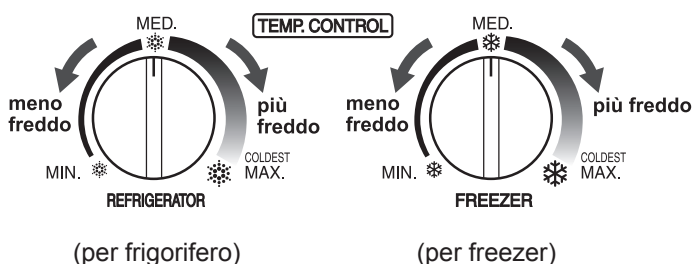 TEMP. CONTROL
MED.
meno
freddo
più
freddo
MIN.
COLDEST
MAX.
REFRIGERATOR
(per frigorifero)
MED.
meno
freddo
più freddo
MIN.
COLDEST
MAX.
FREEZER
(per freezer)